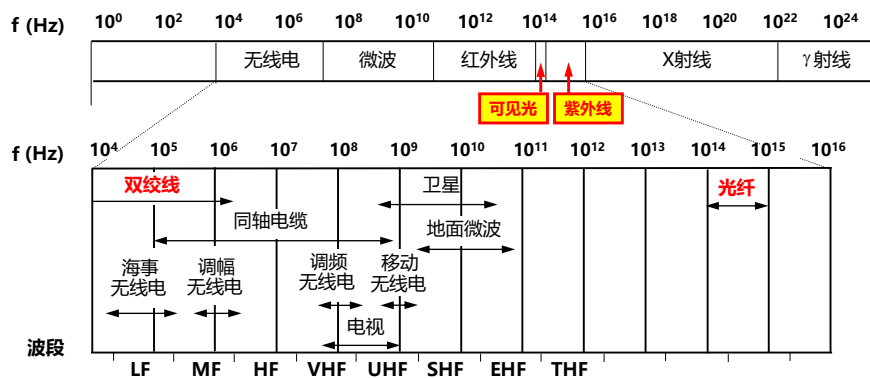 f (Hz) 10⁰ 10² 10⁴ 10⁶ 10⁸ 10¹⁰ 10¹² 10¹⁴ 10¹⁶ 10¹⁸ 10²⁰ 10²² 10²⁴
无线电 微波 红外线 X射线 γ射线
可见光 紫外线
f (Hz) 10⁴ 10⁵ 10⁶ 10⁷ 10⁸ 10⁹ 10¹⁰ 10¹¹ 10¹² 10¹³ 10¹⁴ 10¹⁵ 10¹⁶
双绞线 卫星 光纤
同轴电缆 地面微波
海事 调幅 调频 移动
无线电 无线电 无线电 无线电
电视
波段
LF MF HF VHF UHF SHF EHF THF